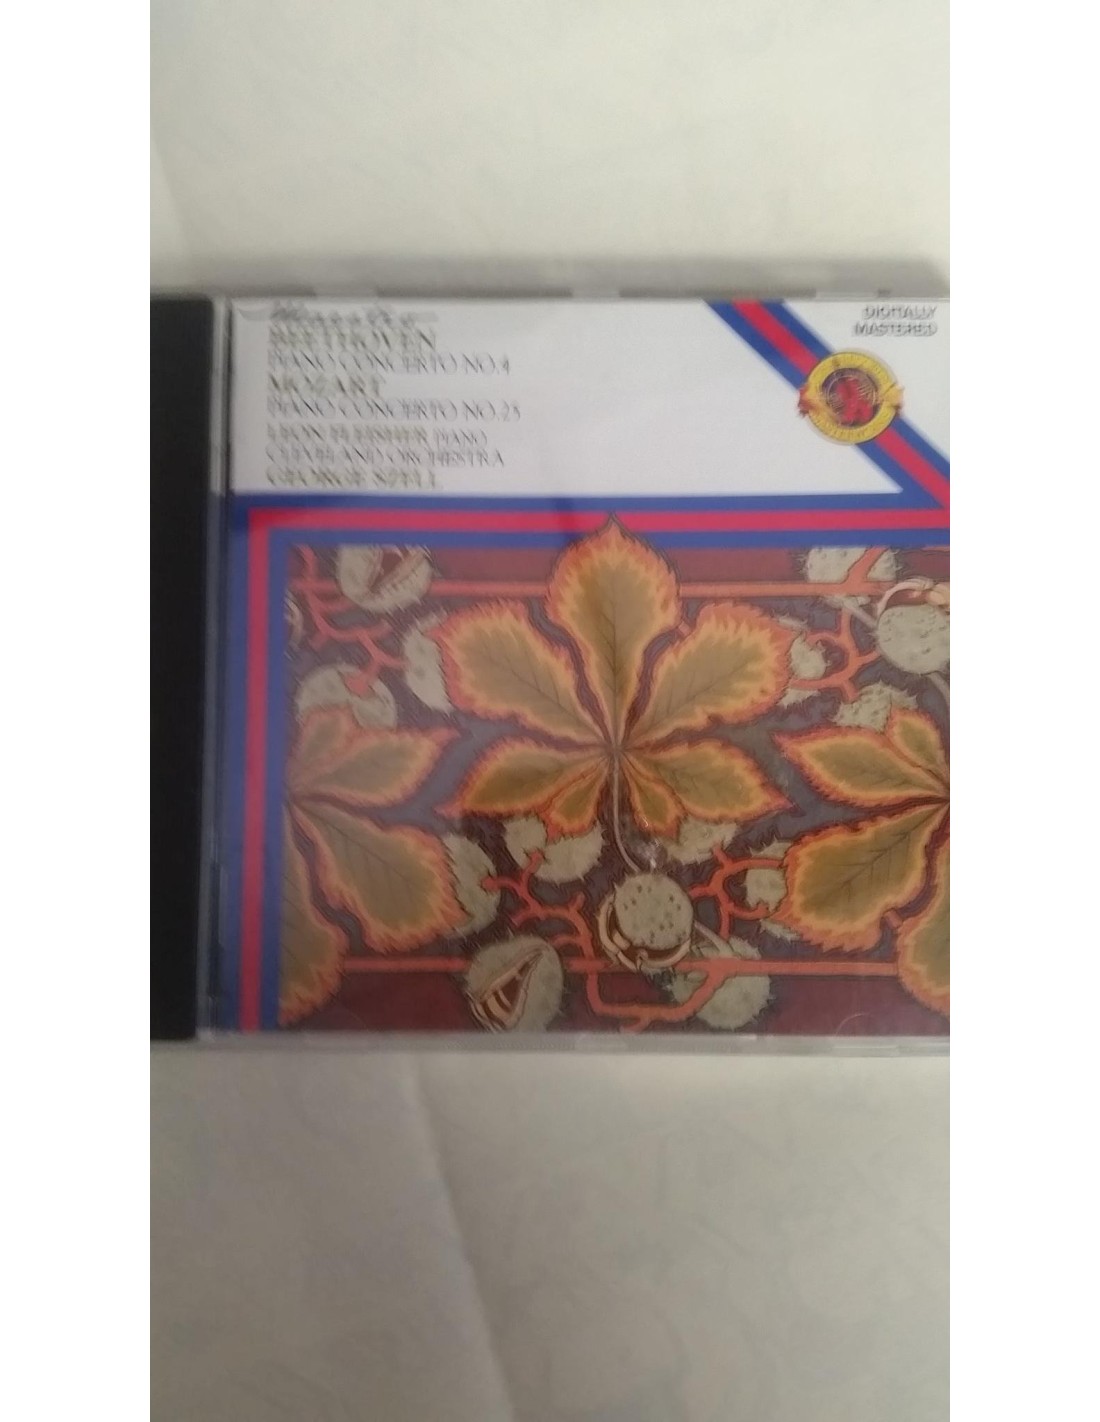 Maestro
BEETHOVEN
PIANO CONCERTO NO.4
MOZART
PIANO CONCERTO NO.25
LEON FLEISHER PIANO
CLEVELAND ORCHESTRA
GEORGE SZELL
DIGITALLY
MASTERED